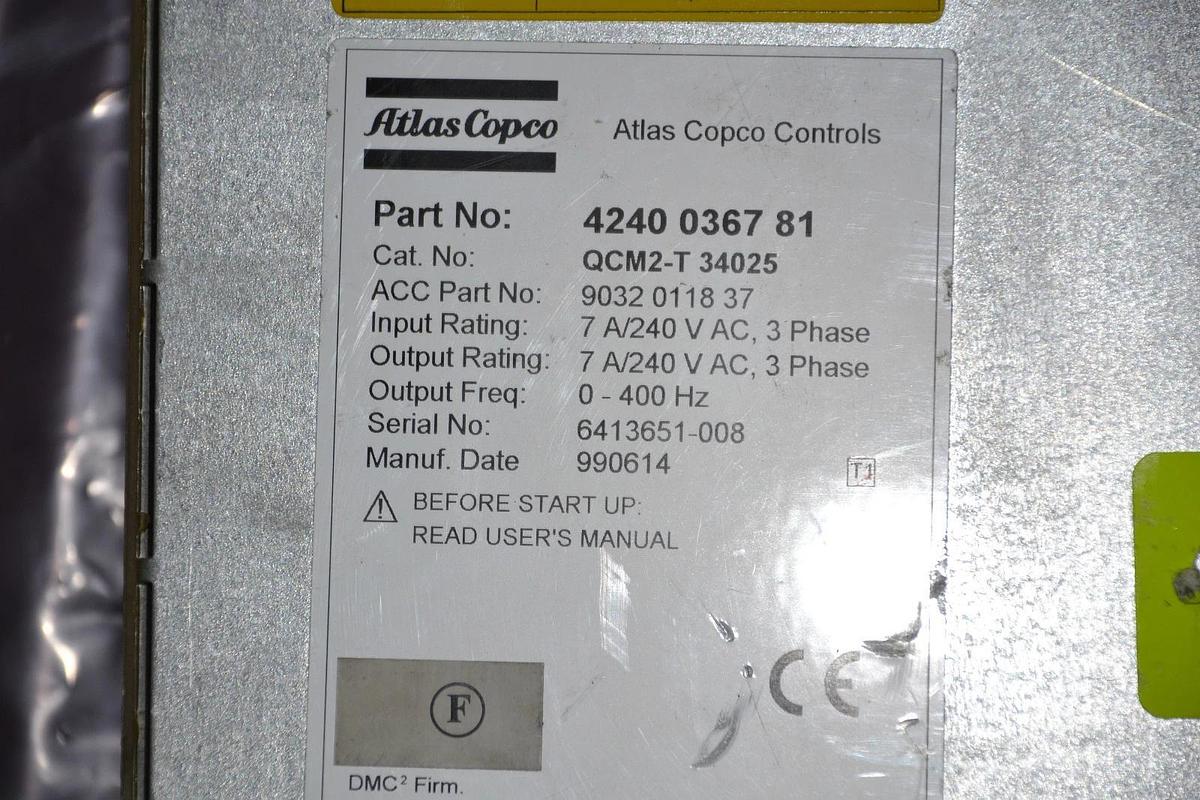 Atlas Copco
Atlas Copco Controls
Part No: 4240 0367 81
Cat. No: QCM2-T 34025
ACC Part No: 9032 0118 37
Input Rating: 7 A/240 V AC, 3 Phase
Output Rating: 7 A/240 V AC, 3 Phase
Output Freq: 0 - 400 Hz
Serial No: 6413651-008
Manuf. Date 990614
T1
BEFORE START UP:
READ USER'S MANUAL
CE
F
DMC² Firm.